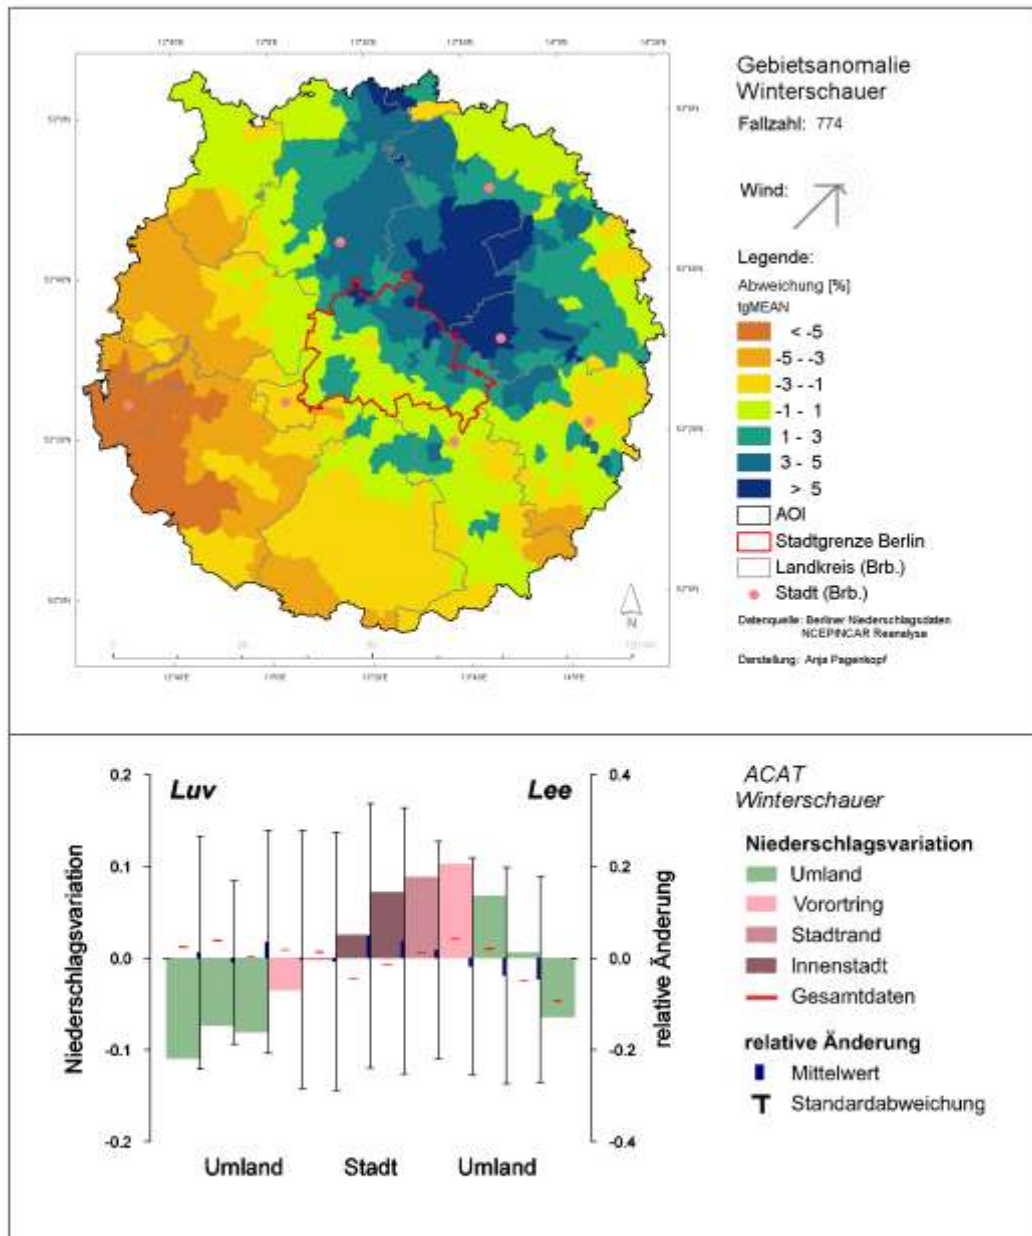 Gebietsanomalie
Winterschauer
Fallzahl: 774
Wind:
Legende:
Abweichung [%]
tgMEAN
< -5
-5 - -3
-3 - -1
-1 - 1
1 - 3
3 - 5
> 5
AOI
Stadtgrenze Berlin
Landkreis (Brb.)
Stadt (Brb.)
Datenquelle: Berliner Niederschlagsdaten
NCEP/NCAR Reanalyse
Darstellung: Anja Pagenkopf
N
0.2
0.1
0.0
-0.1
-0.2
Niederschlagsvariation
Luv
Lee
0.4
0.2
0.0
-0.2
-0.4
relative Änderung
Umland
Stadt
Umland
ACAT
Winterschauer
Niederschlagsvariation
Umland
Vorortring
Stadtrand
Innenstadt
Gesamtdaten
relative Änderung
Mittelwert
Standardabweichung